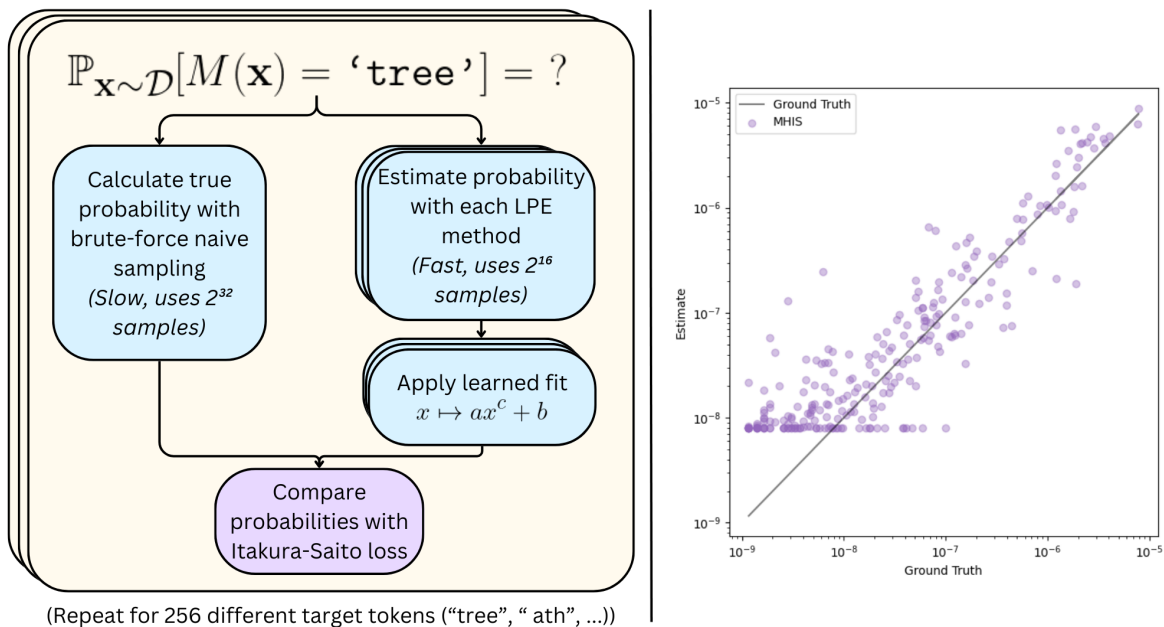 ℙ_{𝐱∼𝒟}[M(𝐱) = ‘tree’] = ?
Calculate true
probability with
brute-force naive
sampling
(Slow, uses 2³²
samples)
Estimate probability
with each LPE
method
(Fast, uses 2¹⁶
samples)
Apply learned fit
x ↦ ax^c + b
Compare
probabilities with
Itakura-Saito loss
(Repeat for 256 different target tokens (“tree”, “ ath”, ...))
Ground Truth
MHIS
Estimate
10⁻⁵
10⁻⁶
10⁻⁷
10⁻⁸
10⁻⁹
10⁻⁹
10⁻⁸
10⁻⁷
10⁻⁶
10⁻⁵
Ground Truth